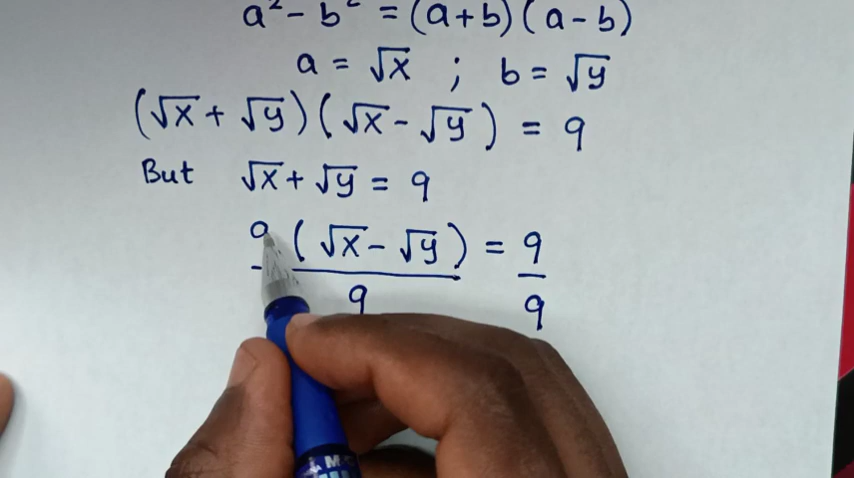 a² - b² = (a+b)(a-b)
a = √x ; b = √y
(√x + √y)(√x - √y) = 9
But √x + √y = 9
9 (√x - √y) = 9
9 9